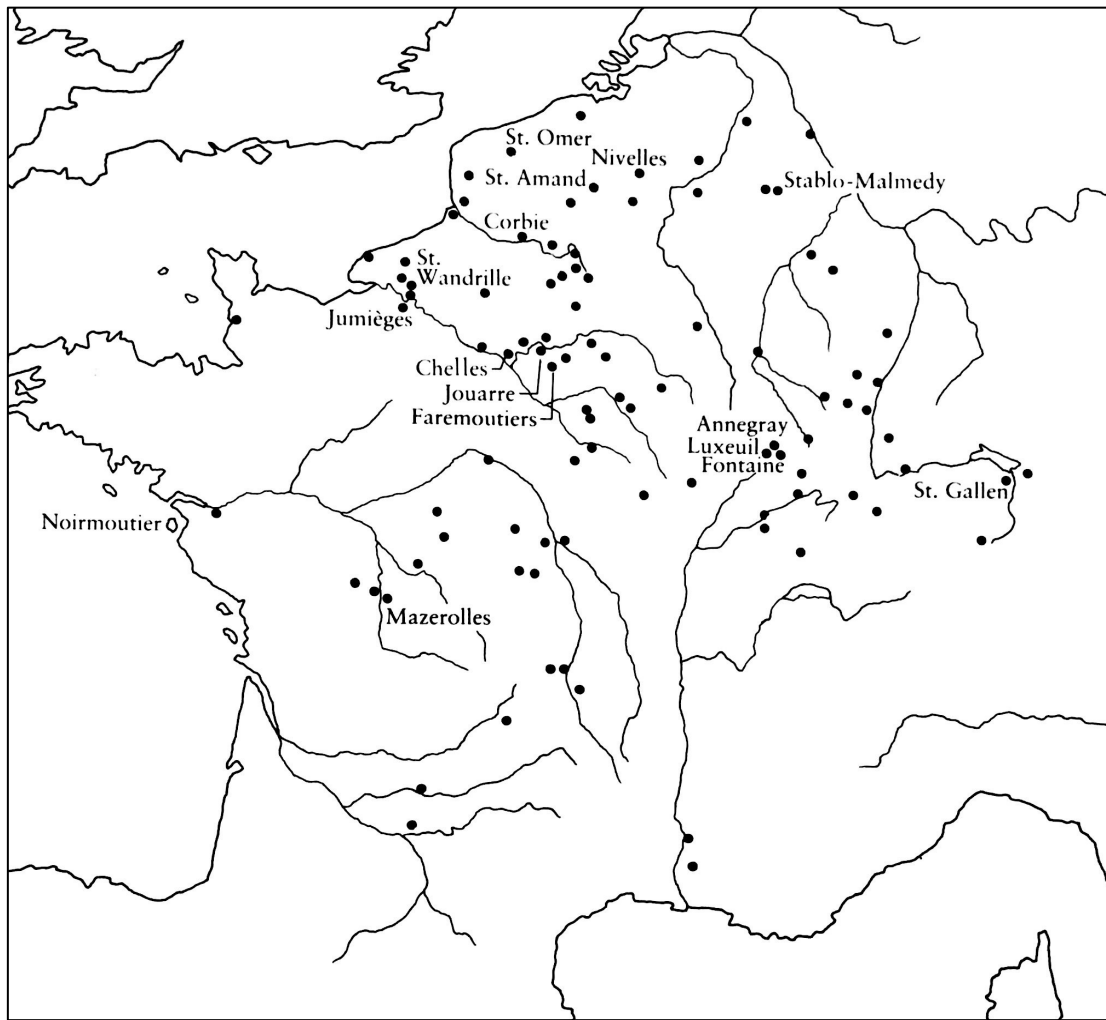 St. Omer
Nivelles
St. Amand
Stablo-Malmedy
Corbie
St.
Wandrille
Jumièges
Chelles
Jouarre
Faremoutiers
Annegray
Luxeuil
Fontaine
St. Gallen
Noirmoutier
Mazerolles